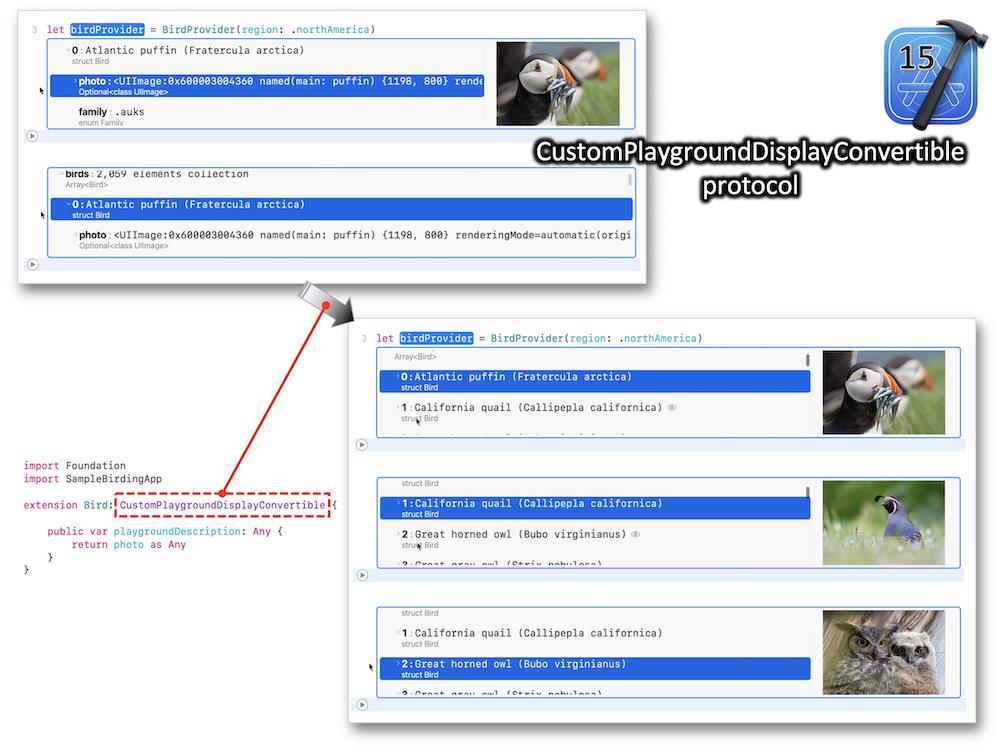 3 let birdProvider = BirdProvider(region: .northAmerica)
0:Atlantic puffin (Fratercula arctica)
struct Bird
photo:<UIImage:0x600003004360 named(main: puffin) {1198, 800} rende
Optional<class UIImage>
family: .auks
enum Family
birds: 2,059 elements collection
Array<Bird>
0:Atlantic puffin (Fratercula arctica)
struct Bird
photo:<UIImage:0x600003004360 named(main: puffin) {1198, 800} renderingMode=automatic(origi
Optional<class UIImage>
15
CustomPlaygroundDisplayConvertible
protocol
import Foundation
import SampleBirdingApp
extension Bird: CustomPlaygroundDisplayConvertible {
public var playgroundDescription: Any {
return photo as Any
}
}
3 let birdProvider = BirdProvider(region: .northAmerica)
Array<Bird>
0:Atlantic puffin (Fratercula arctica)
struct Bird
1:California quail (Callipepla californica)
struct Bird
struct Bird
1:California quail (Callipepla californica)
struct Bird
2:Great horned owl (Bubo virginianus)
struct Bird
3:Great gray owl (Strix nebulosa)
struct Bird
1:California quail (Callipepla californica)
struct Bird
2:Great horned owl (Bubo virginianus)
struct Bird
3:Great gray owl (Strix nebulosa)